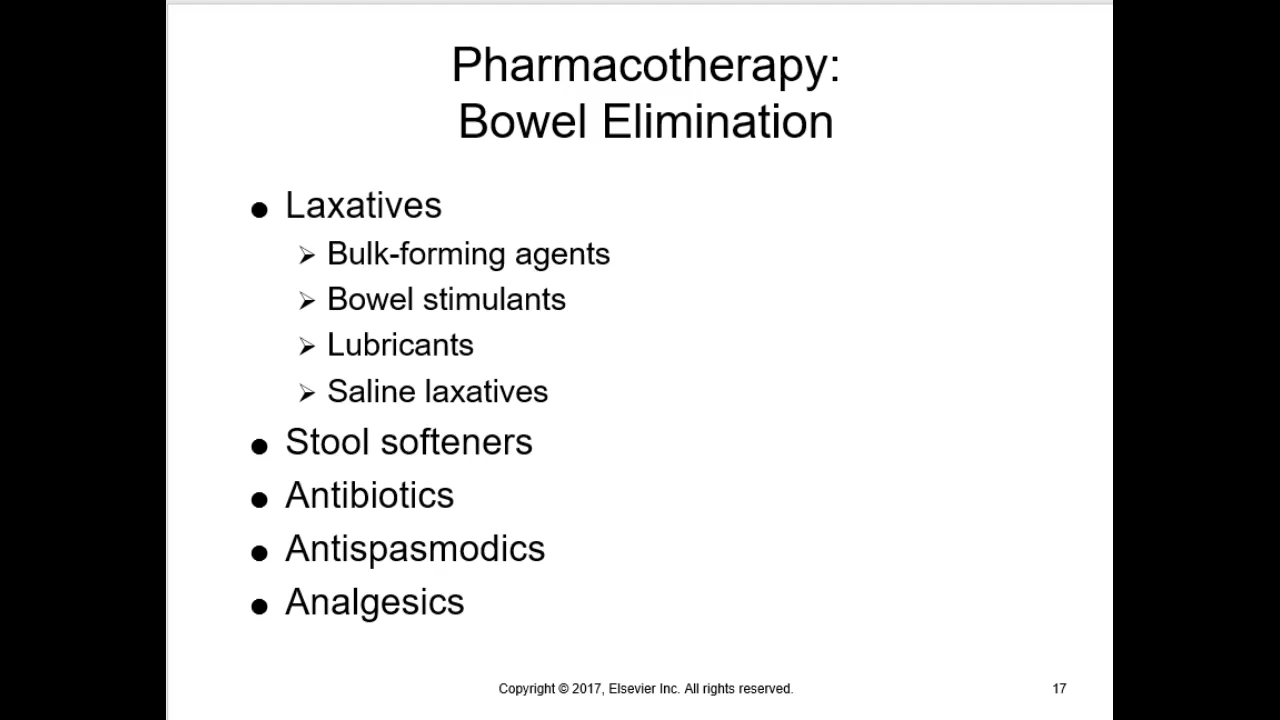 Pharmacotherapy:
Bowel Elimination
● Laxatives
➢ Bulk-forming agents
➢ Bowel stimulants
➢ Lubricants
➢ Saline laxatives
● Stool softeners
● Antibiotics
● Antispasmodics
● Analgesics
Copyright © 2017, Elsevier Inc. All rights reserved. 17